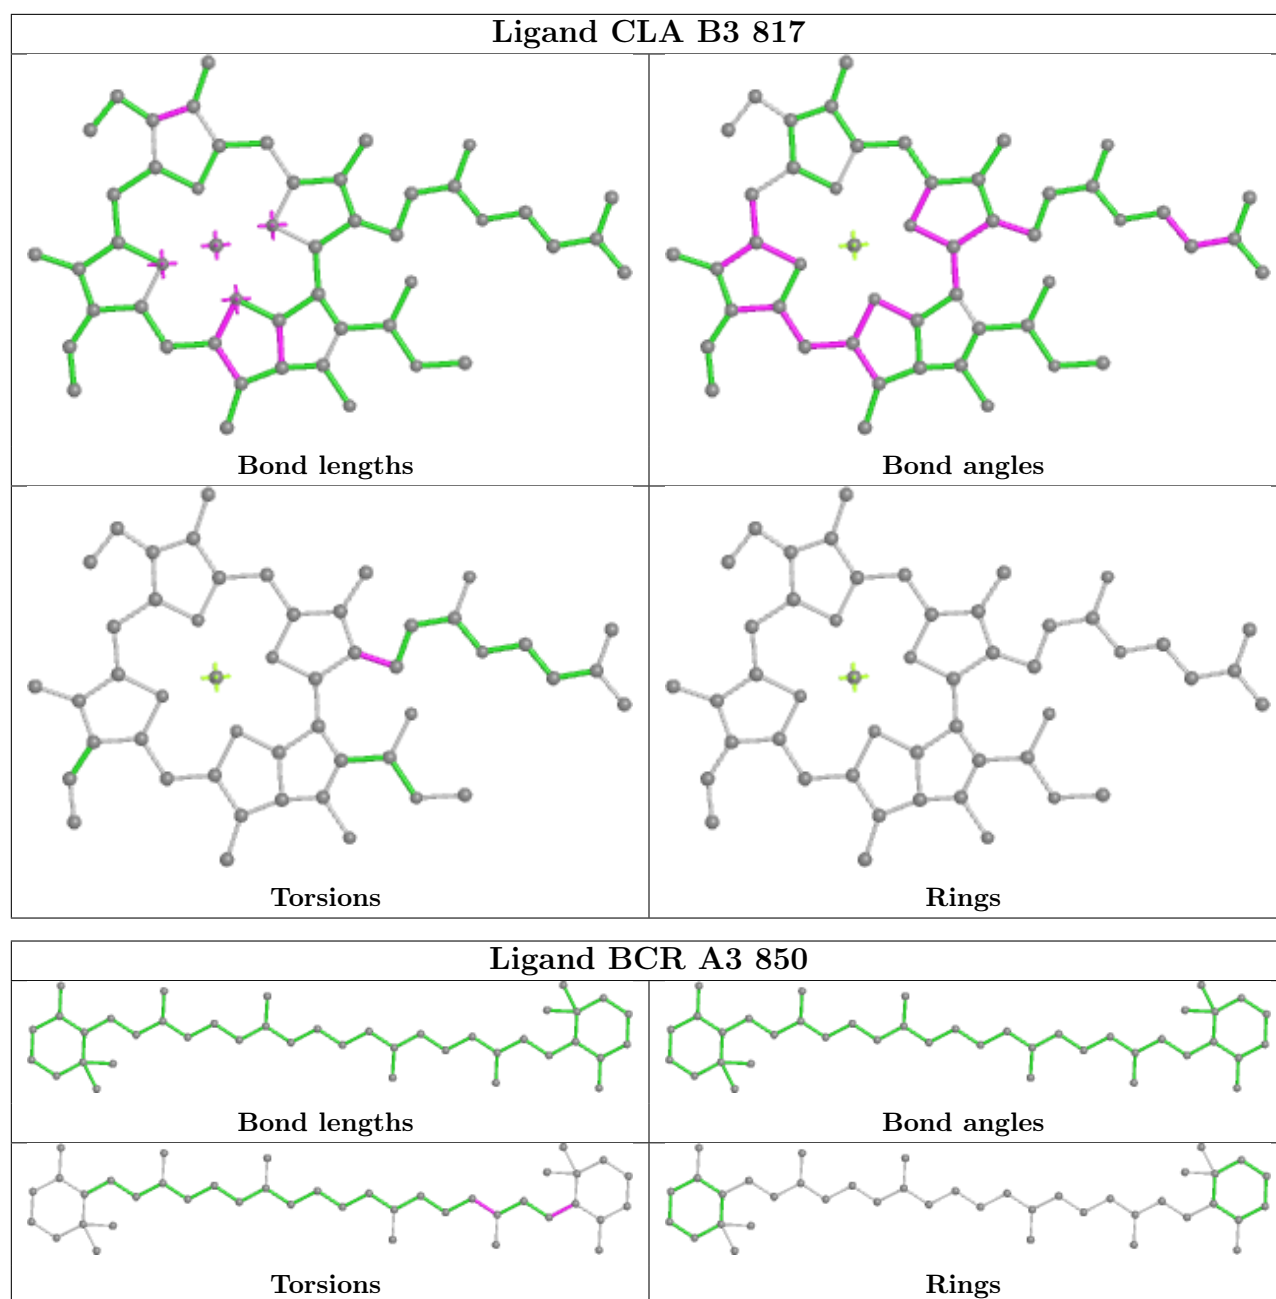 Ligand CLA B3 817
Bond lengths
Bond angles
Torsions
Rings
Ligand BCR A3 850
Bond lengths
Bond angles
Torsions
Rings